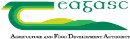 teagasc
AGRICULTURE AND FOOD DEVELOPMENT AUTHORITY